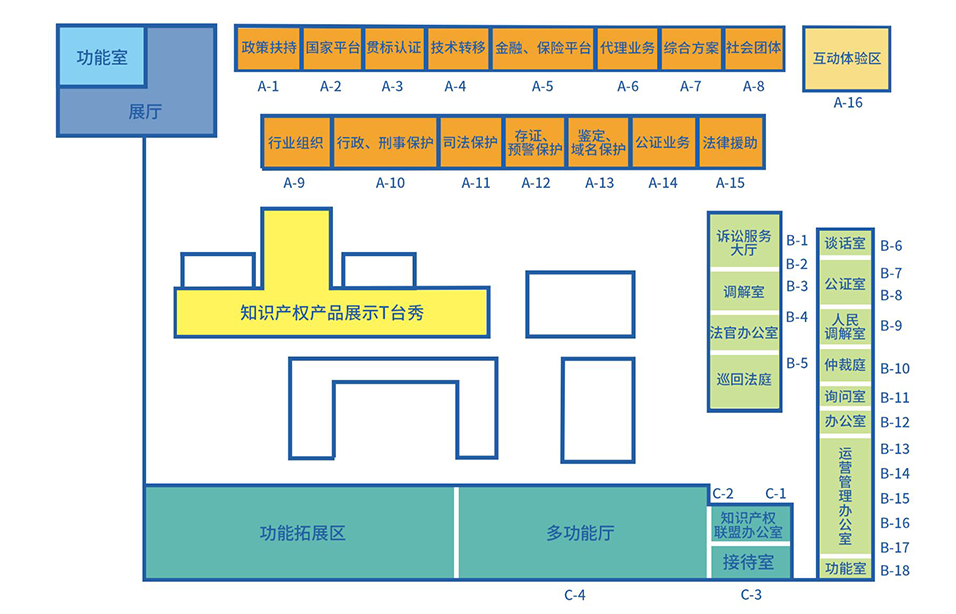 功能室
展厅
政策扶持
国家平台
贯标认证
技术转移
金融、保险平台
代理业务
综合方案
社会团体
互动体验区
A-1
A-2
A-3
A-4
A-5
A-6
A-7
A-8
A-16
行业组织
行政、刑事保护
司法保护
存证、
预警保护
鉴定、
域名保护
公证业务
法律援助
A-9
A-10
A-11
A-12
A-13
A-14
A-15
知识产权产品展示T台秀
诉讼服务
大厅
调解室
法官办公室
巡回法庭
B-1
B-2
B-3
B-4
B-5
谈话室
公证室
人民
调解室
仲裁庭
询问室
办公室
运营管理办公室
功能室
B-6
B-7
B-8
B-9
B-10
B-11
B-12
B-13
B-14
B-15
B-16
B-17
B-18
功能拓展区
多功能厅
C-2
C-1
知识产权
联盟办公室
接待室
C-4
C-3